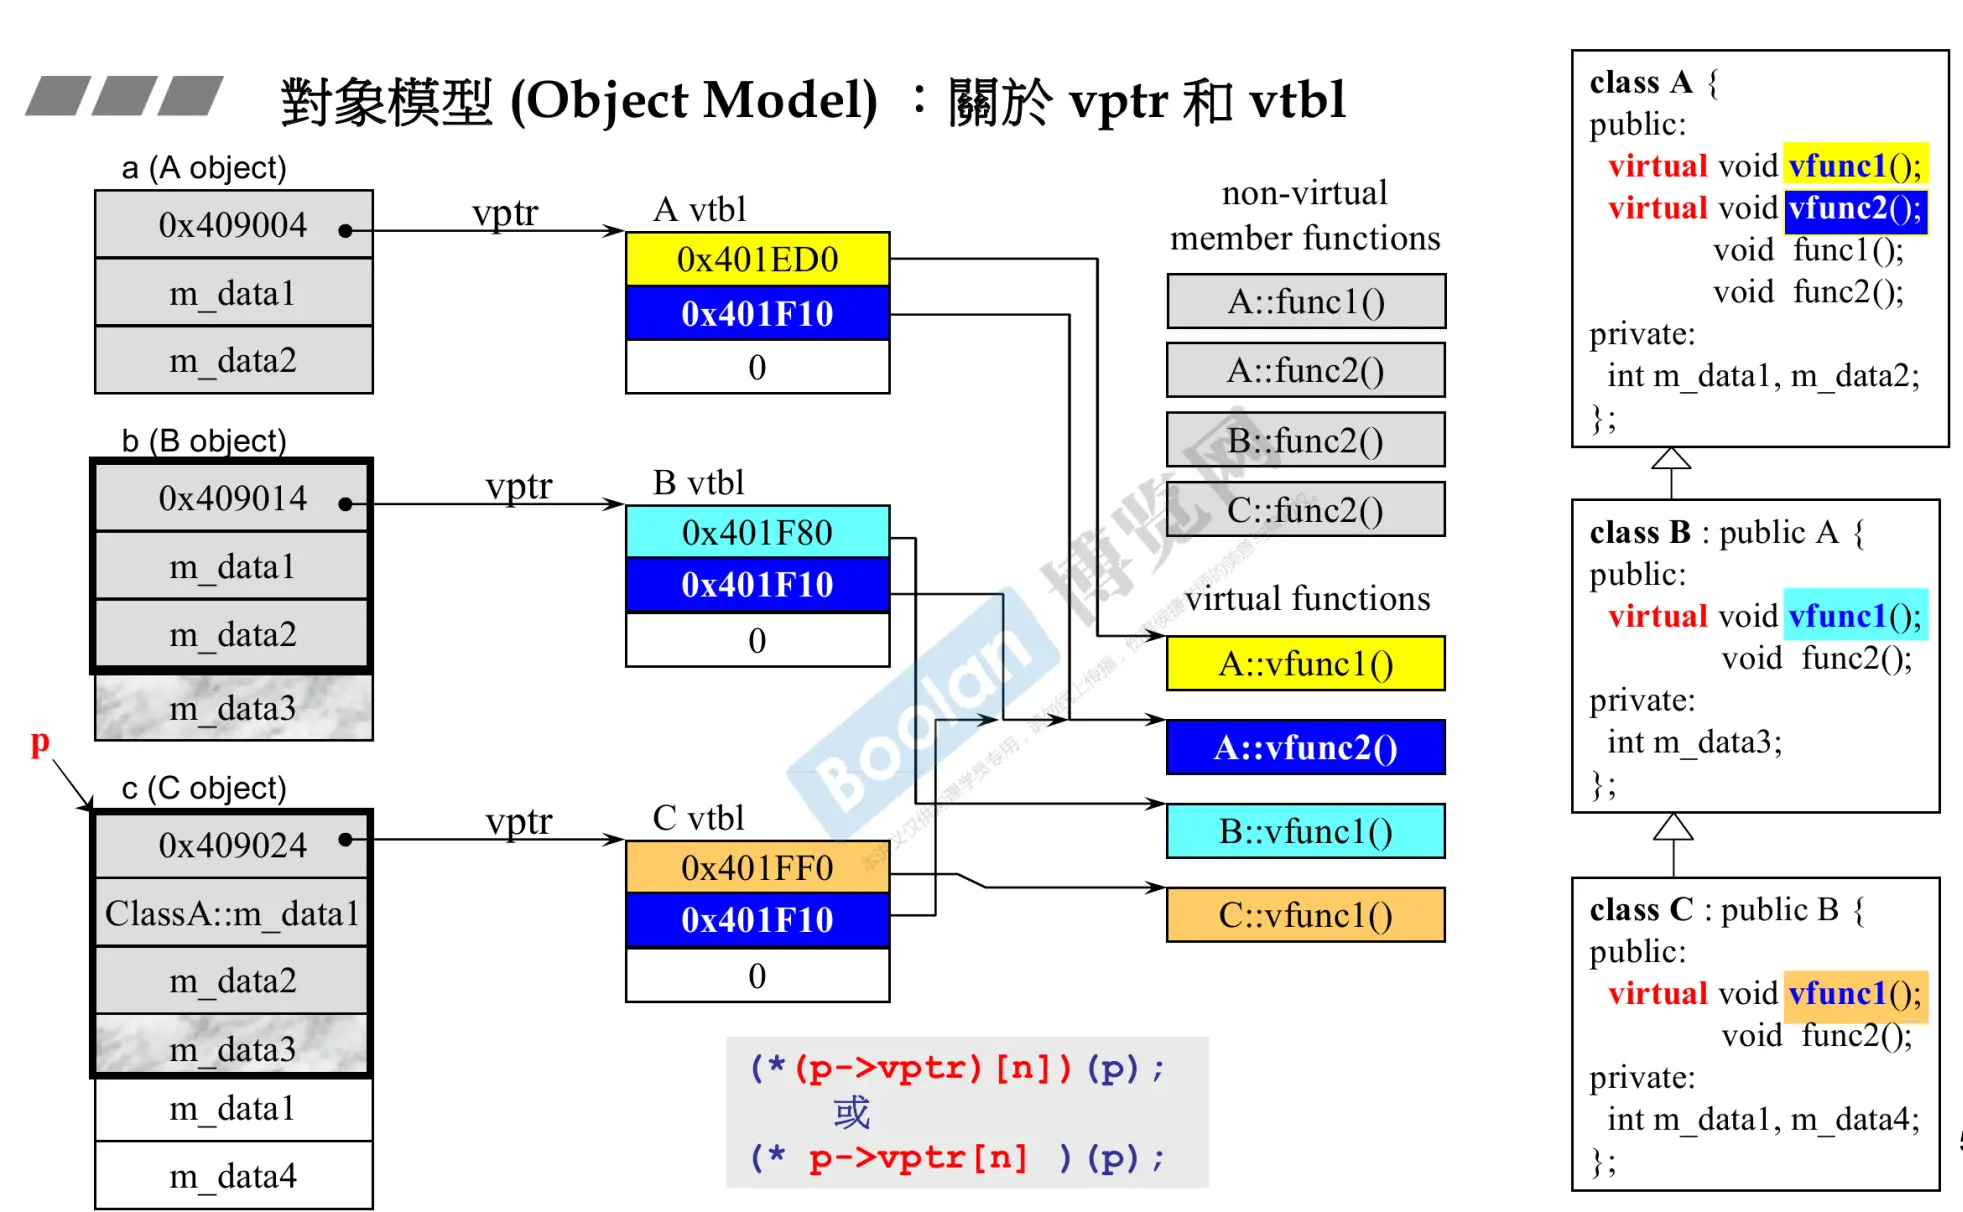 對象模型 (Object Model) ：關於 vptr 和 vtbl
a (A object)
0x409004
m_data1
m_data2
vptr
A vtbl
0x401ED0
0x401F10
0
b (B object)
0x409014
m_data1
m_data2
m_data3
vptr
B vtbl
0x401F80
0x401F10
0
p
c (C object)
0x409024
ClassA::m_data1
m_data2
m_data3
m_data1
m_data4
vptr
C vtbl
0x401FF0
0x401F10
0
(*(p->vptr)[n])(p);
或
(* p->vptr[n] )(p);
non-virtual
member functions
A::func1()
A::func2()
B::func2()
C::func2()
virtual functions
A::vfunc1()
A::vfunc2()
B::vfunc1()
C::vfunc1()
Boolan
博览网
class A {
public:
virtual void vfunc1();
virtual void vfunc2();
void func1();
void func2();
private:
int m_data1, m_data2;
};
class B : public A {
public:
virtual void vfunc1();
void func2();
private:
int m_data3;
};
class C : public B {
public:
virtual void vfunc1();
void func2();
private:
int m_data1, m_data4;
};